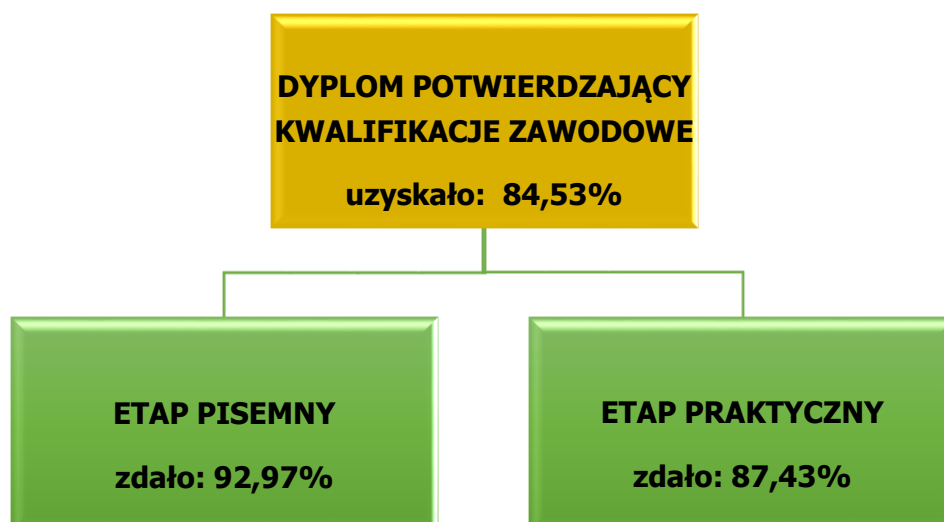 DYPLOM POTWIERDZAJĄCY
KWALIFIKACJE ZAWODOWE
uzyskało: 84,53%
ETAP PISEMNY
zdało: 92,97%
ETAP PRAKTYCZNY
zdało: 87,43%